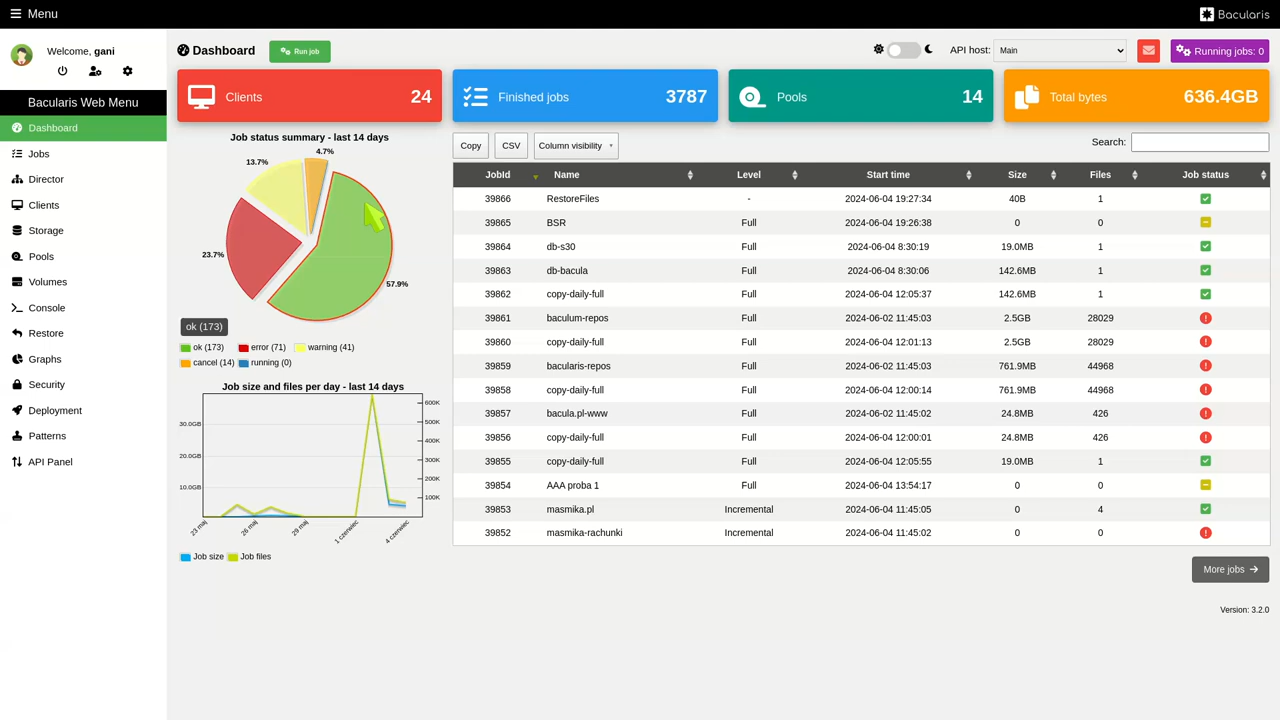 Menu
Bacularis
Welcome, gani
Bacularis Web Menu
Dashboard
Jobs
Director
Clients
Storage
Pools
Volumes
Console
Restore
Graphs
Security
Deployment
Patterns
API Panel
Dashboard
Run job
API host: Main
Running jobs: 0
Clients 24
Finished jobs 3787
Pools 14
Total bytes 636.4GB
Job status summary - last 14 days
4.7%
13.7%
23.7%
57.9%
ok (173)
ok (173) error (71) warning (41)
cancel (14) running (0)
Job size and files per day - last 14 days
600K
30.0GB 500K
400K
20.0GB 300K
200K
10.0GB 100K
23 maj 26 maj 29 maj 1 czerwiec 4 czerwiec
Job size Job files
Copy CSV Column visibility
Search:
JobId Name Level Start time Size Files Job status
39866 RestoreFiles - 2024-06-04 19:27:34 40B 1
39865 BSR Full 2024-06-04 19:26:38 0 0
39864 db-s30 Full 2024-06-04 8:30:19 19.0MB 1
39863 db-bacula Full 2024-06-04 8:30:06 142.6MB 1
39862 copy-daily-full Full 2024-06-04 12:05:37 142.6MB 1
39861 baculum-repos Full 2024-06-02 11:45:03 2.5GB 28029
39860 copy-daily-full Full 2024-06-04 12:01:13 2.5GB 28029
39859 bacularis-repos Full 2024-06-02 11:45:03 761.9MB 44968
39858 copy-daily-full Full 2024-06-04 12:00:14 761.9MB 44968
39857 bacula.pl-www Full 2024-06-02 11:45:02 24.8MB 426
39856 copy-daily-full Full 2024-06-04 12:00:01 24.8MB 426
39855 copy-daily-full Full 2024-06-04 12:05:55 19.0MB 1
39854 AAA proba 1 Full 2024-06-04 13:54:17 0 0
39853 masmika.pl Incremental 2024-06-04 11:45:05 0 4
39852 masmika-rachunki Incremental 2024-06-04 11:45:02 0 0
More jobs
Version: 3.2.0